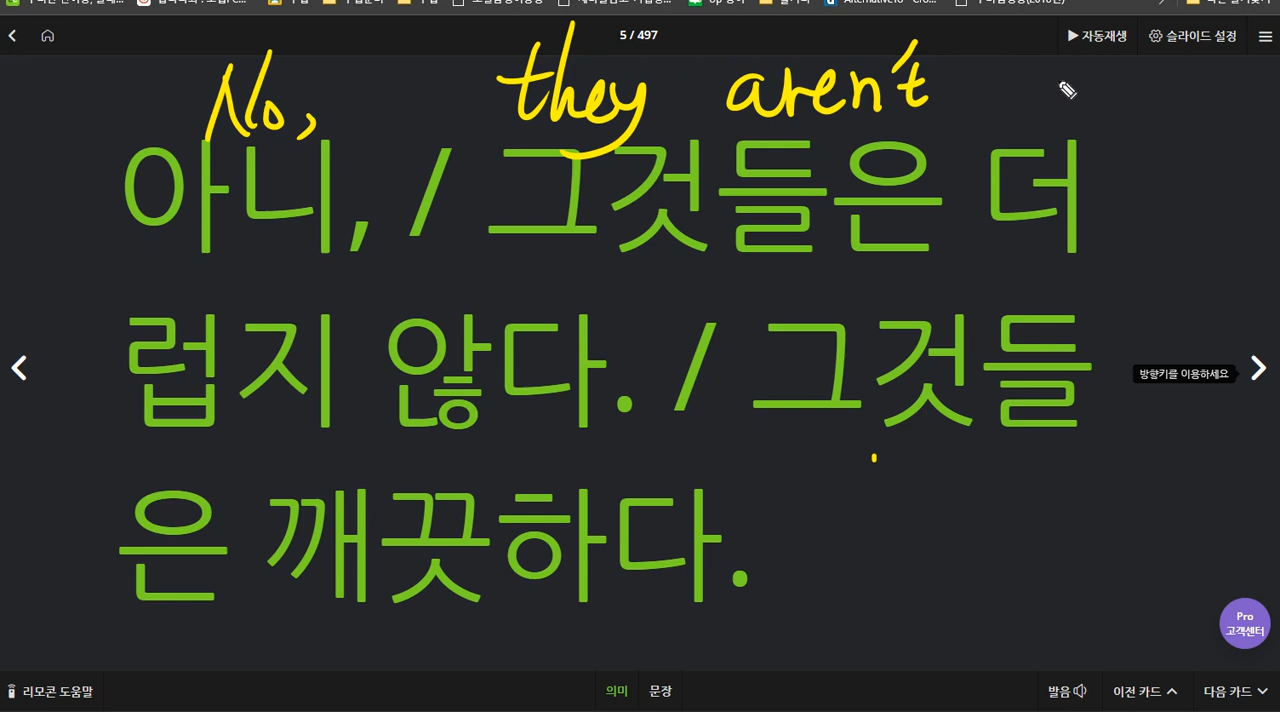 5 / 497
자동재생
슬라이드 설정
No, they aren't
아니, / 그것들은 더
럽지 않다. / 그것들
은 깨끗하다.
방향키를 이용하세요
Pro
고객센터
리모콘 도움말
의미
문장
발음
이전 카드
다음 카드